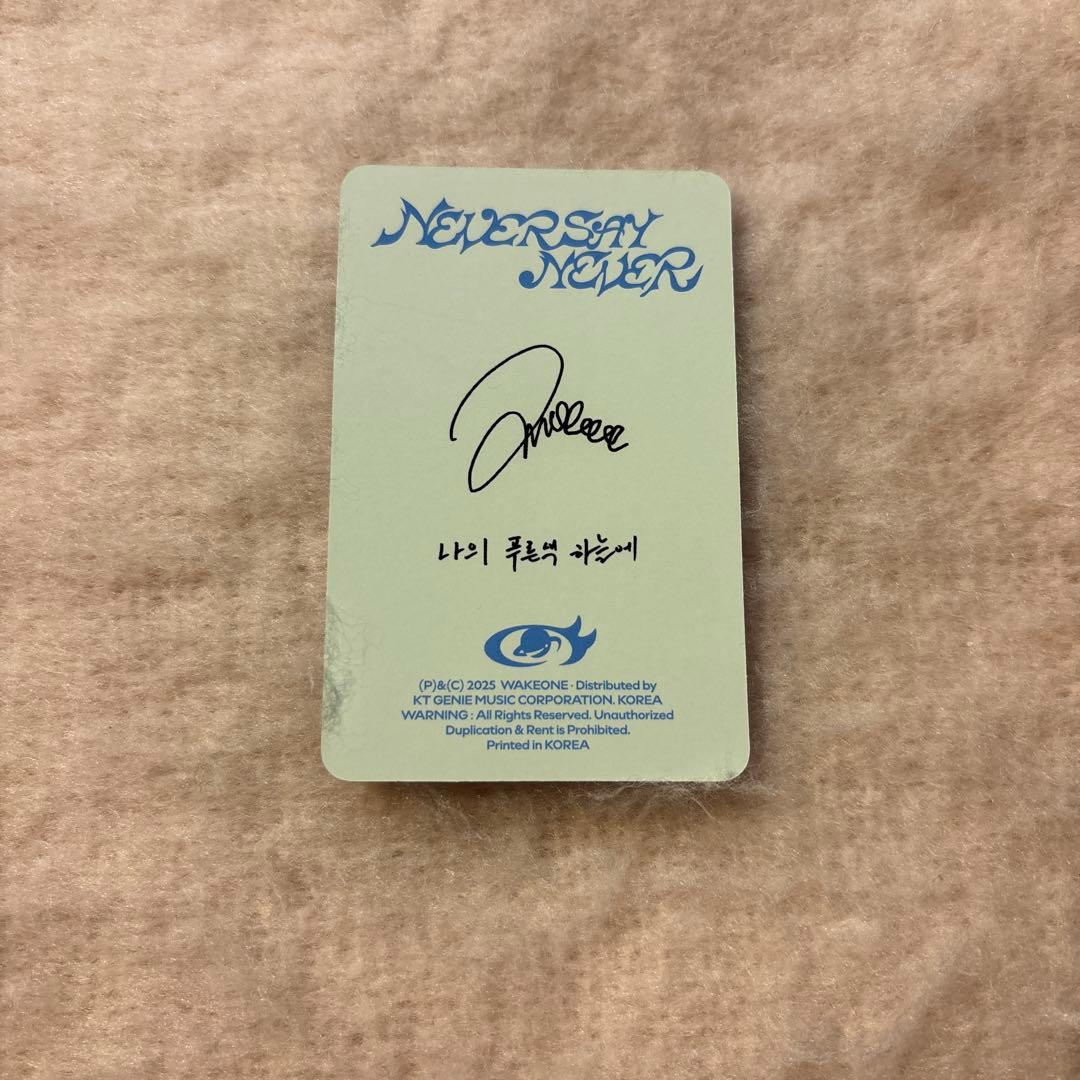 NEVER SAY
NEVER
나의 푸른색 하늘에
(P)&(C) 2025 WAKEONE · Distributed by
KT GENIE MUSIC CORPORATION. KOREA
WARNING : All Rights Reserved. Unauthorized
Duplication & Rent is Prohibited.
Printed in KOREA